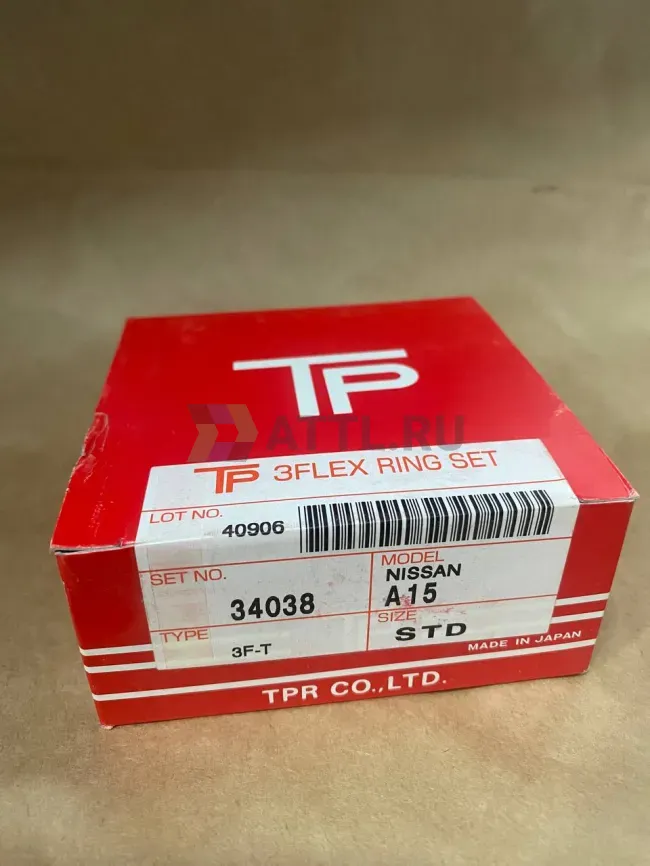 TP
ATTL.RU
TP 3FLEX RING SET
LOT NO. 40906
SET NO. 34038
MODEL NISSAN
A15
TYPE 3F-T
SIZE STD
MADE IN JAPAN
TPR CO.,LTD.